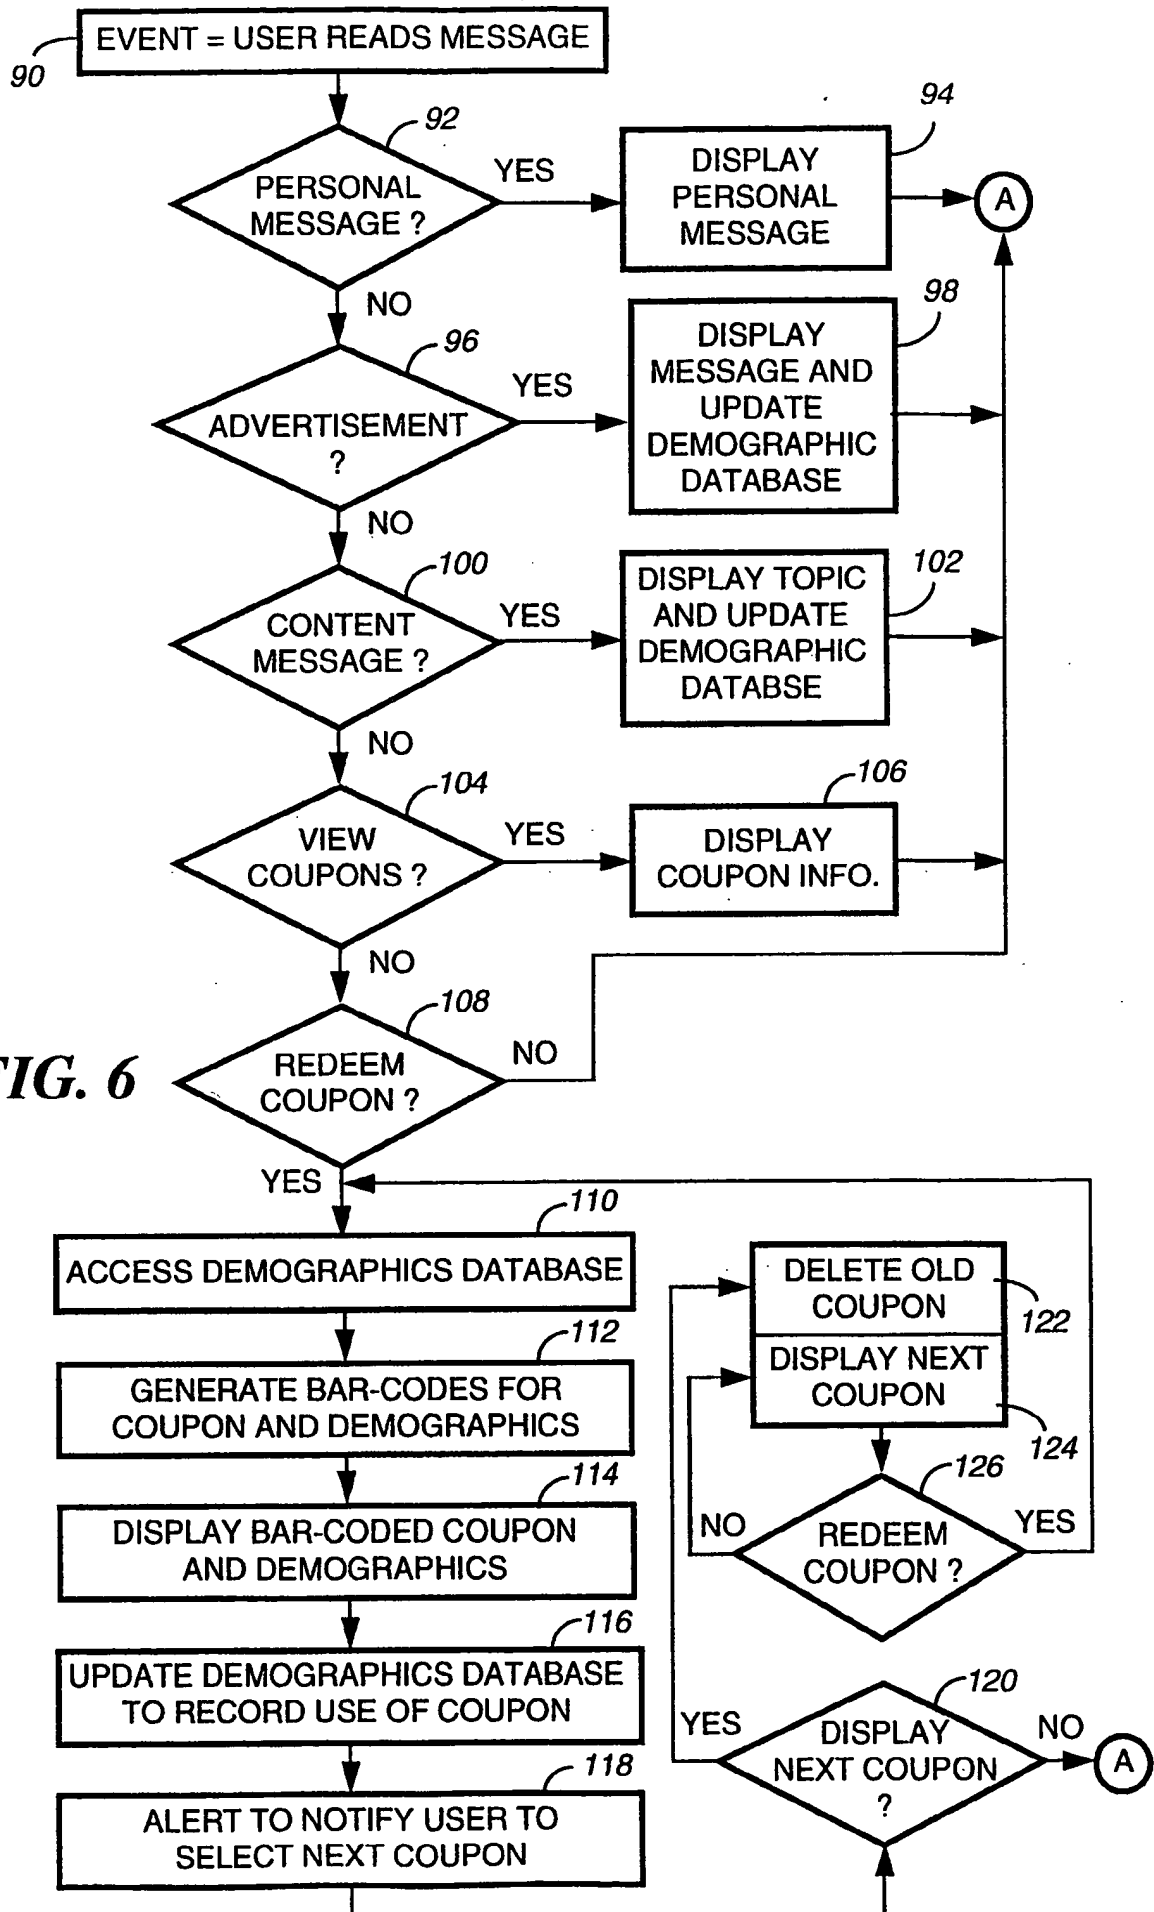 EVENT = USER READS MESSAGE
90
92
PERSONAL
MESSAGE ?
YES
NO
94
DISPLAY
PERSONAL
MESSAGE
A
96
ADVERTISEMENT
?
YES
NO
98
DISPLAY
MESSAGE AND
UPDATE
DEMOGRAPHIC
DATABASE
100
CONTENT
MESSAGE ?
YES
NO
102
DISPLAY TOPIC
AND UPDATE
DEMOGRAPHIC
DATABSE
104
VIEW
COUPONS ?
YES
NO
106
DISPLAY
COUPON INFO.
108
REDEEM
COUPON ?
NO
YES
FIG. 6
110
ACCESS DEMOGRAPHICS DATABASE
112
GENERATE BAR-CODES FOR
COUPON AND DEMOGRAPHICS
114
DISPLAY BAR-CODED COUPON
AND DEMOGRAPHICS
116
UPDATE DEMOGRAPHICS DATABASE
TO RECORD USE OF COUPON
118
ALERT TO NOTIFY USER TO
SELECT NEXT COUPON
DELETE OLD
COUPON
122
DISPLAY NEXT
COUPON
124
126
REDEEM
COUPON ?
NO
YES
120
DISPLAY
NEXT COUPON
?
YES
NO
A